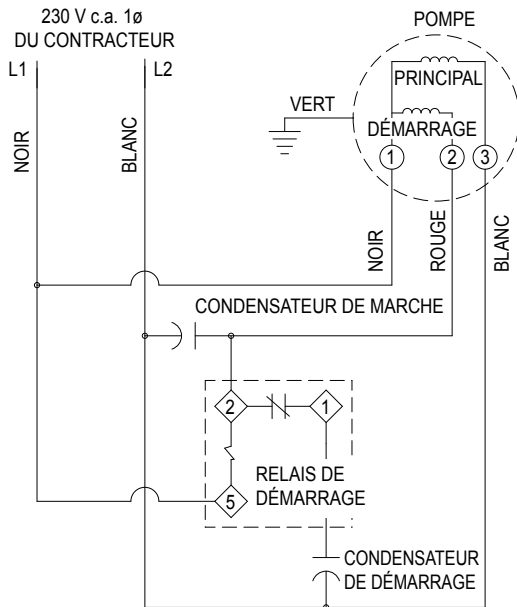 230 V c.a. 1ø
DU CONTRACTEUR
L1
L2
POMPE
PRINCIPAL
DÉMARRAGE
VERT
1
2
3
NOIR
BLANC
NOIR
ROUGE
BLANC
CONDENSATEUR DE MARCHE
2
1
5
RELAIS DE
DÉMARRAGE
CONDENSATEUR
DE DÉMARRAGE